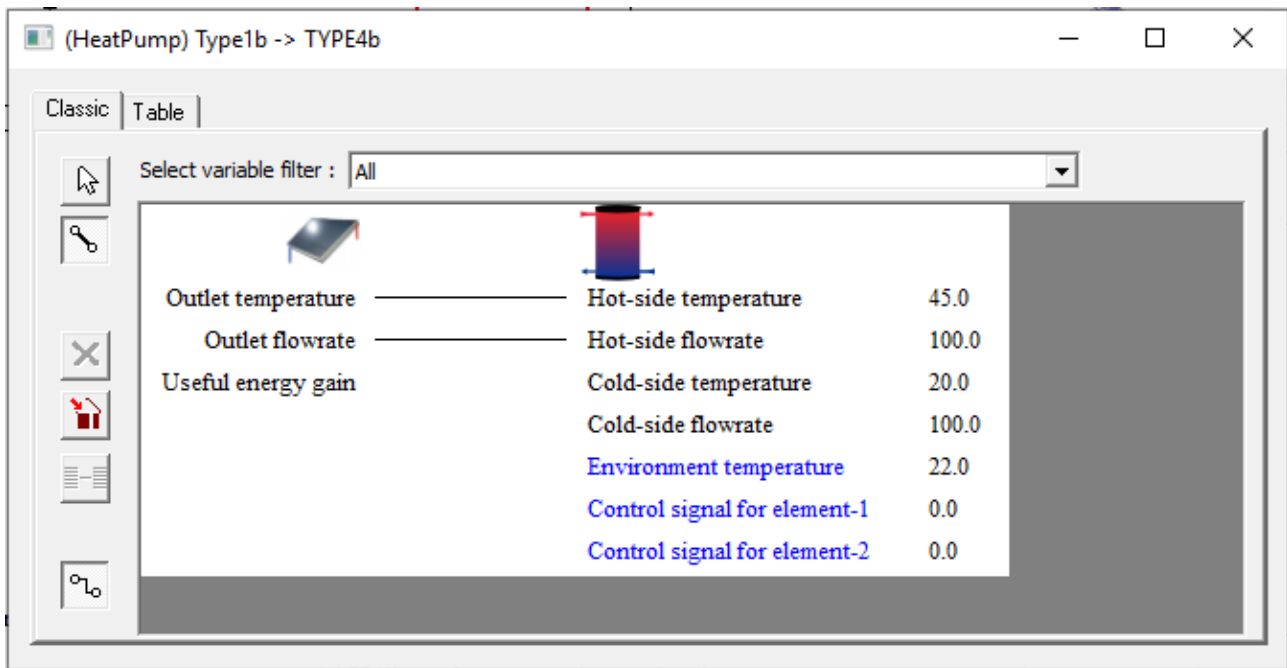 (HeatPump) Type1b -> TYPE4b
Classic Table
Select variable filter : All
Outlet temperature Hot-side temperature 45.0
Outlet flowrate Hot-side flowrate 100.0
Useful energy gain Cold-side temperature 20.0
Cold-side flowrate 100.0
Environment temperature 22.0
Control signal for element-1 0.0
Control signal for element-2 0.0